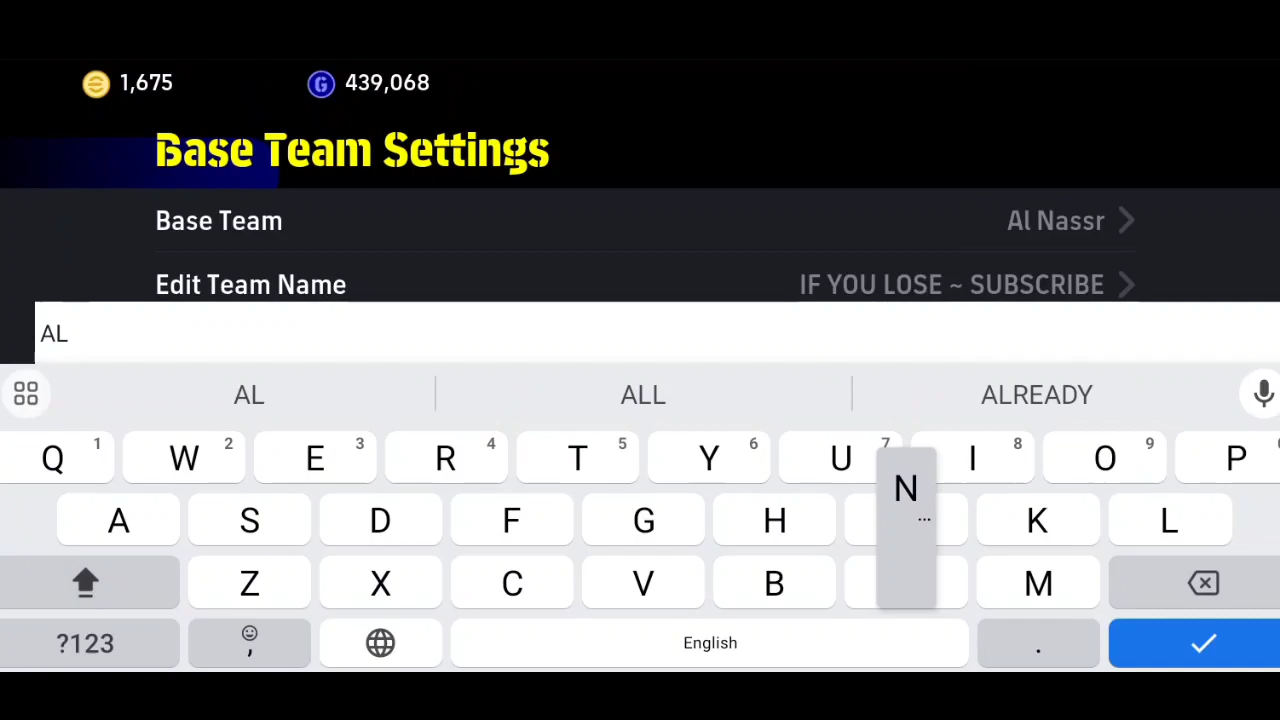 1,675 G 439,068
Base Team Settings
Base Team Al Nassr
Edit Team Name IF YOU LOSE ~ SUBSCRIBE
AL
AL ALL ALREADY
Q 1 W 2 E 3 R 4 T 5 Y 6 U 7 I 8 O 9 P
A S D F G H K L
N ...
Z X C V B M
?123 , English .